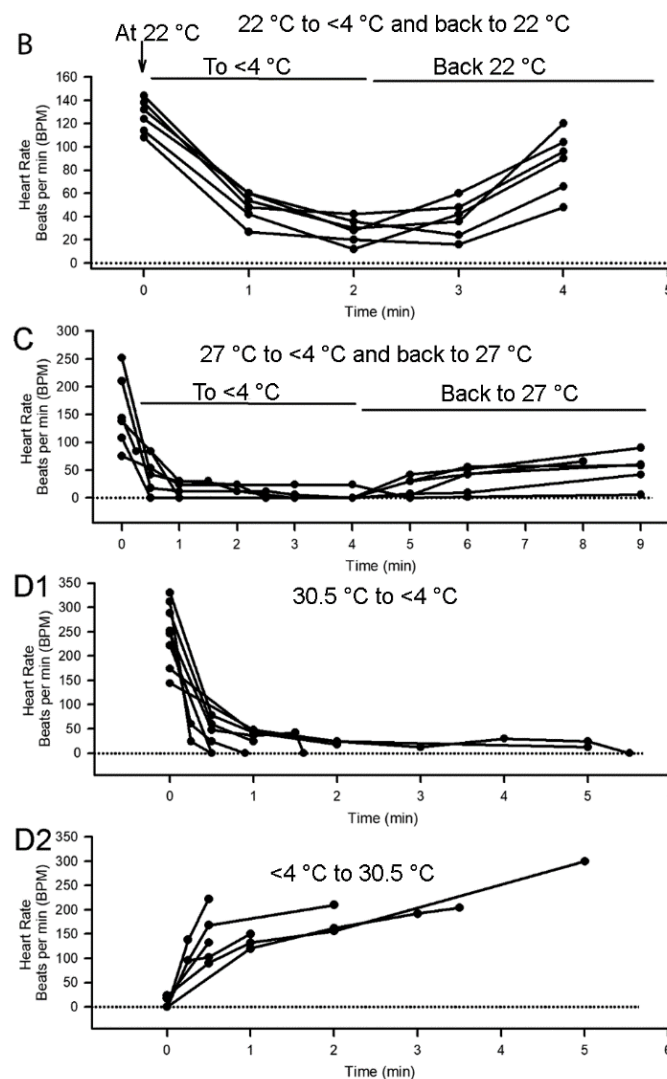 B
At 22 °C
22 °C to <4 °C and back to 22 °C
To <4 °C
Back 22 °C
Heart Rate
Beats per min (BPM)
160
140
120
100
80
60
40
20
0
0 1 2 3 4 5
Time (min)
C
27 °C to <4 °C and back to 27 °C
To <4 °C
Back to 27 °C
Heart Rate
Beats per min (BPM)
300
250
200
150
100
50
0
0 1 2 3 4 5 6 7 8 9
Time (min)
D1
30.5 °C to <4 °C
Heart Rate
Beats per min (BPM)
350
300
250
200
150
100
50
0
0 1 2 3 4 5
Time (min)
D2
<4 °C to 30.5 °C
Heart Rate
Beats per min (BPM)
350
300
250
200
150
100
50
0
0 1 2 3 4 5 6
Time (min)